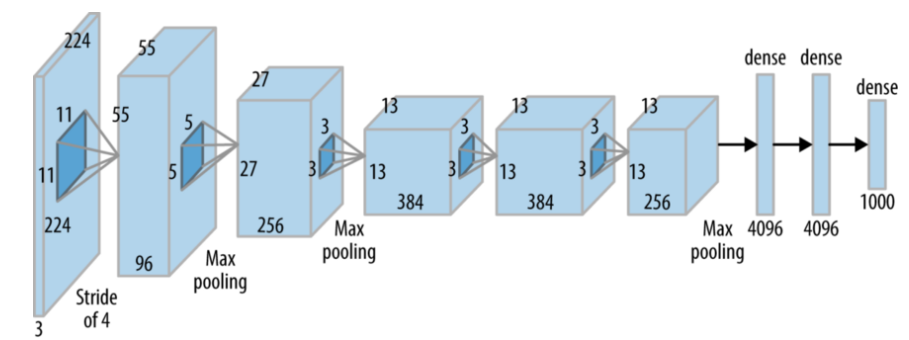 224
11
11
224
3
Stride
of 4
55
55
96
5
5
Max
pooling
27
27
256
3
3
Max
pooling
13
13
384
3
3
13
13
384
3
3
13
13
256
Max
pooling
dense
4096
dense
4096
dense
1000